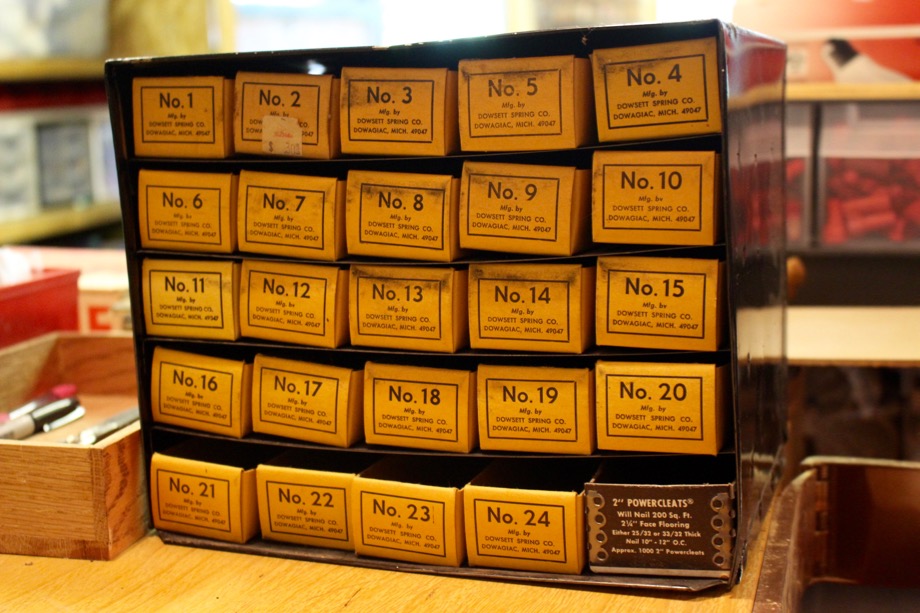 No. 1
Mfg. by
DOWSETT SPRING CO.
DOWAGIAC, MICH. 49047
No. 2
Mfg. by
DOWAGIAC, MICH. 49047
No. 3
Mfg. by
DOWSETT SPRING CO.
DOWAGIAC, MICH. 49047
No. 5
Mfg. by
DOWSETT SPRING CO.
DOWAGIAC, MICH. 49047
No. 4
Mfg. by
DOWSETT SPRING CO.
DOWAGIAC, MICH. 49047
No. 6
Mfg. by
DOWSETT SPRING CO.
DOWAGIAC, MICH. 49047
No. 7
Mfg. by
DOWSETT SPRING CO.
DOWAGIAC, MICH. 49047
No. 8
Mfg. by
DOWSETT SPRING CO.
DOWAGIAC, MICH. 49047
No. 9
Mfg. by
DOWSETT SPRING CO.
DOWAGIAC, MICH. 49047
No. 10
Mfg. by
DOWSETT SPRING CO.
DOWAGIAC, MICH. 49047
No. 11
Mfg. by
DOWSETT SPRING CO.
DOWAGIAC, MICH. 49047
No. 12
Mfg. by
DOWSETT SPRING CO.
DOWAGIAC, MICH. 49047
No. 13
Mfg. by
DOWSETT SPRING CO.
DOWAGIAC, MICH. 49047
No. 14
Mfg. by
DOWSETT SPRING CO.
DOWAGIAC, MICH. 49047
No. 15
Mfg. by
DOWSETT SPRING CO.
DOWAGIAC, MICH. 49047
No. 16
Mfg. by
DOWSETT SPRING CO.
DOWAGIAC, MICH. 49047
No. 17
Mfg. by
DOWSETT SPRING CO.
DOWAGIAC, MICH. 49047
No. 18
Mfg. by
DOWSETT SPRING CO.
DOWAGIAC, MICH. 49047
No. 19
Mfg. by
DOWSETT SPRING CO.
DOWAGIAC, MICH. 49047
No. 20
Mfg. by
DOWSETT SPRING CO.
DOWAGIAC, MICH. 49047
No. 21
Mfg. by
DOWSETT SPRING CO.
DOWAGIAC, MICH. 49047
No. 22
Mfg. by
DOWSETT SPRING CO.
DOWAGIAC, MICH. 49047
No. 23
Mfg. by
DOWSETT SPRING CO.
DOWAGIAC, MICH. 49047
No. 24
Mfg. by
DOWSETT SPRING CO.
DOWAGIAC, MICH. 49047
2" POWERCLEATS®
Will Nail 200 Sq. Ft.
2¼" Face Flooring
Either 25/32 or 33/32 Thick
Nail 10" - 12" O.C.
Approx. 1000 2" Powercleats